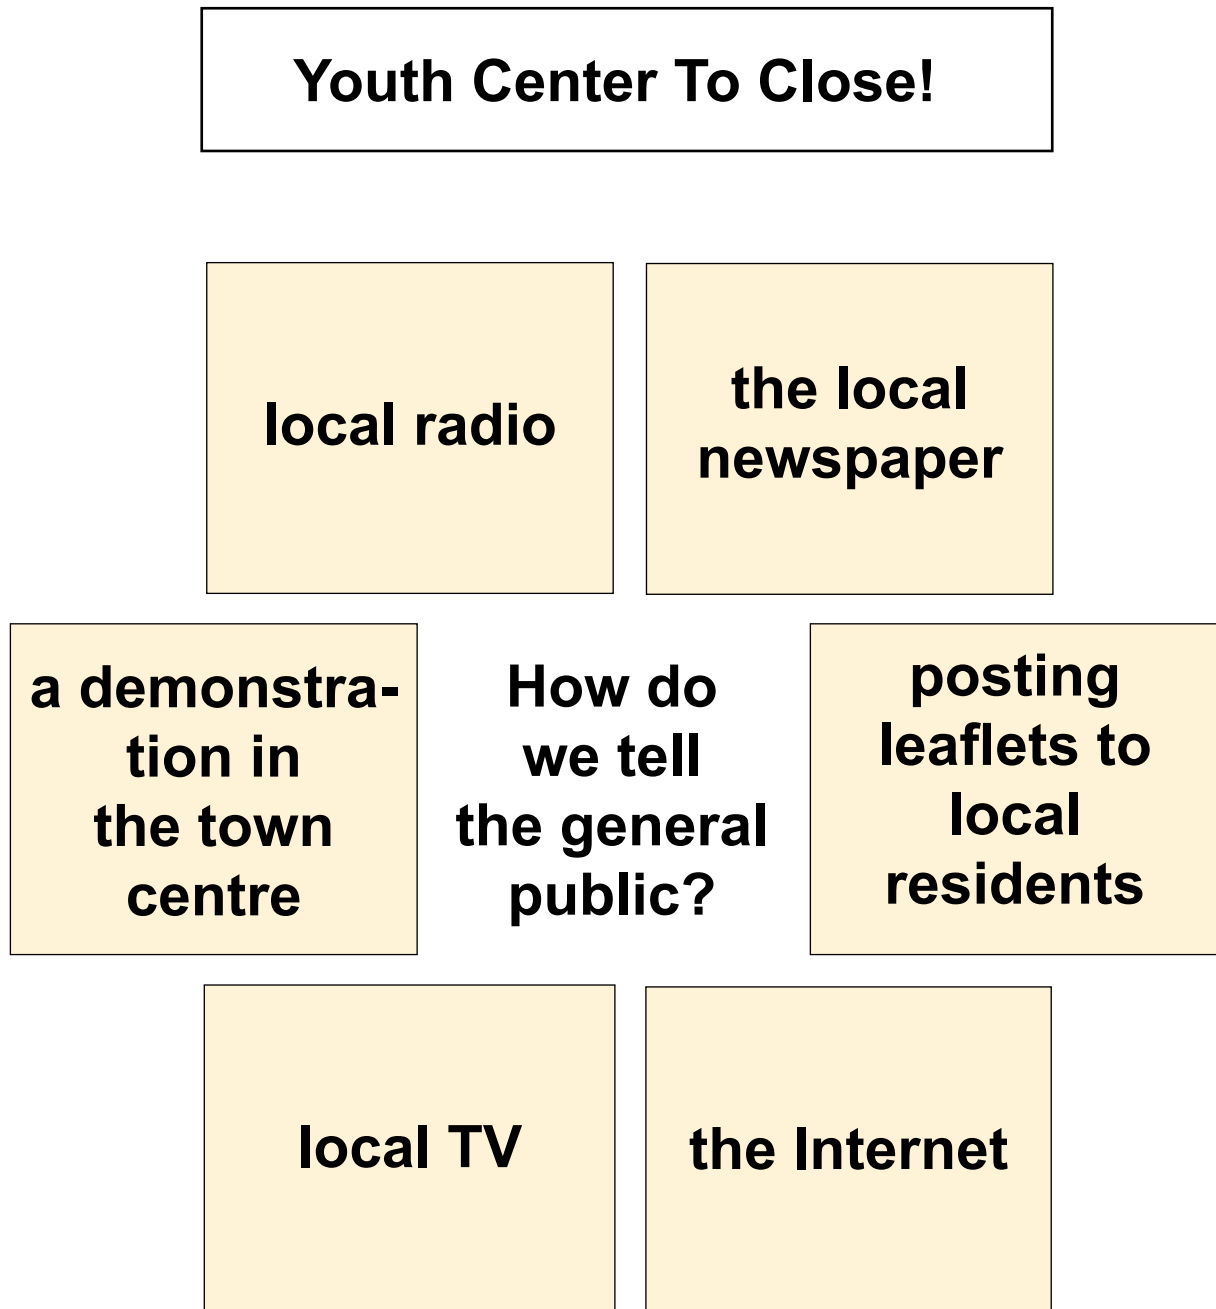 Youth Center To Close!
local radio
the local
newspaper
a demonstra-
tion in
the town
centre
How do
we tell
the general
public?
posting
leaflets to
local
residents
local TV
the Internet